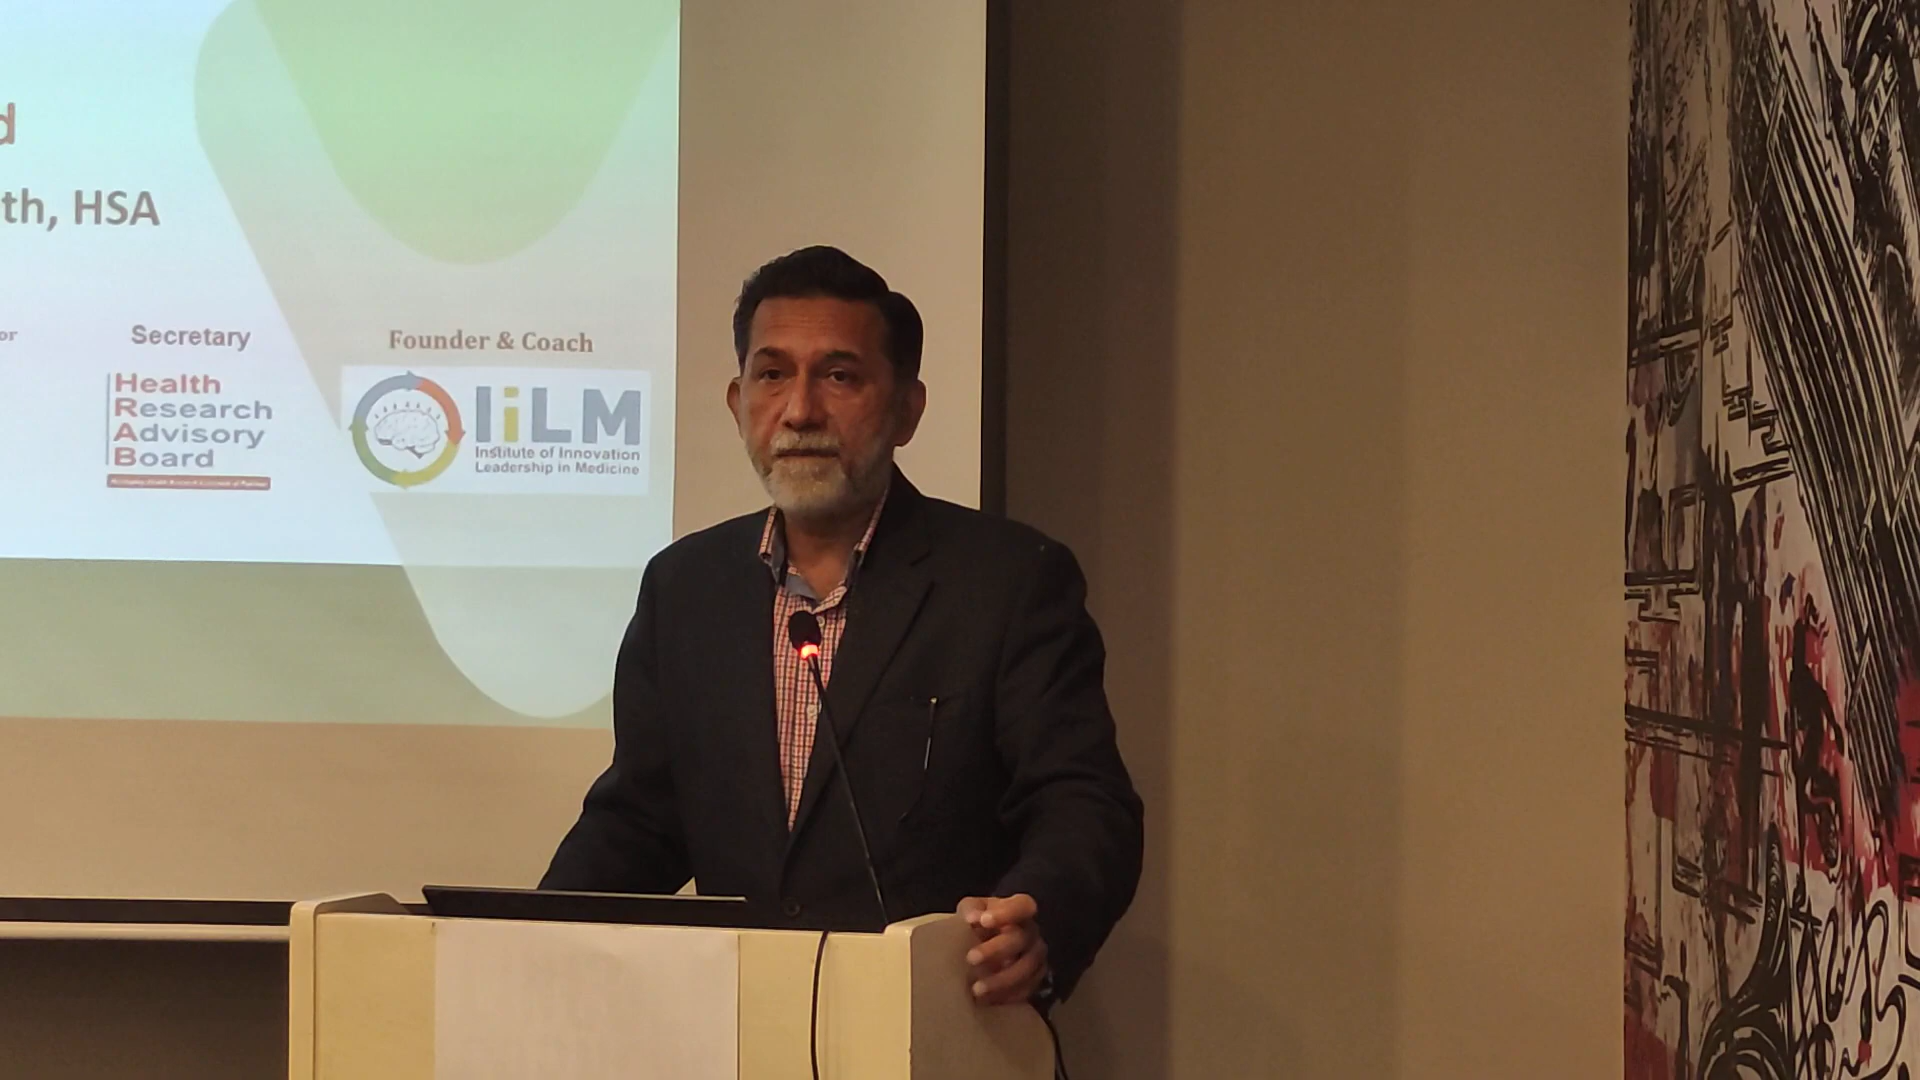 d
th, HSA
or
Secretary
Founder & Coach
Health
Research
Advisory
Board
IiLM
Institute of Innovation
Leadership in Medicine